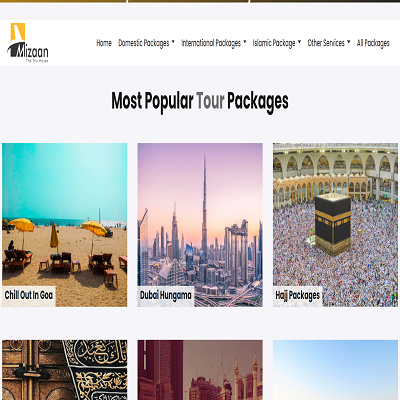 Mizaan
The Trip House
Home Domestic Packages International Packages Islamic Package Other Services All Packages
Most Popular Tour Packages
Chill Out In Goa
Dubai Hungama
Hajj Packages